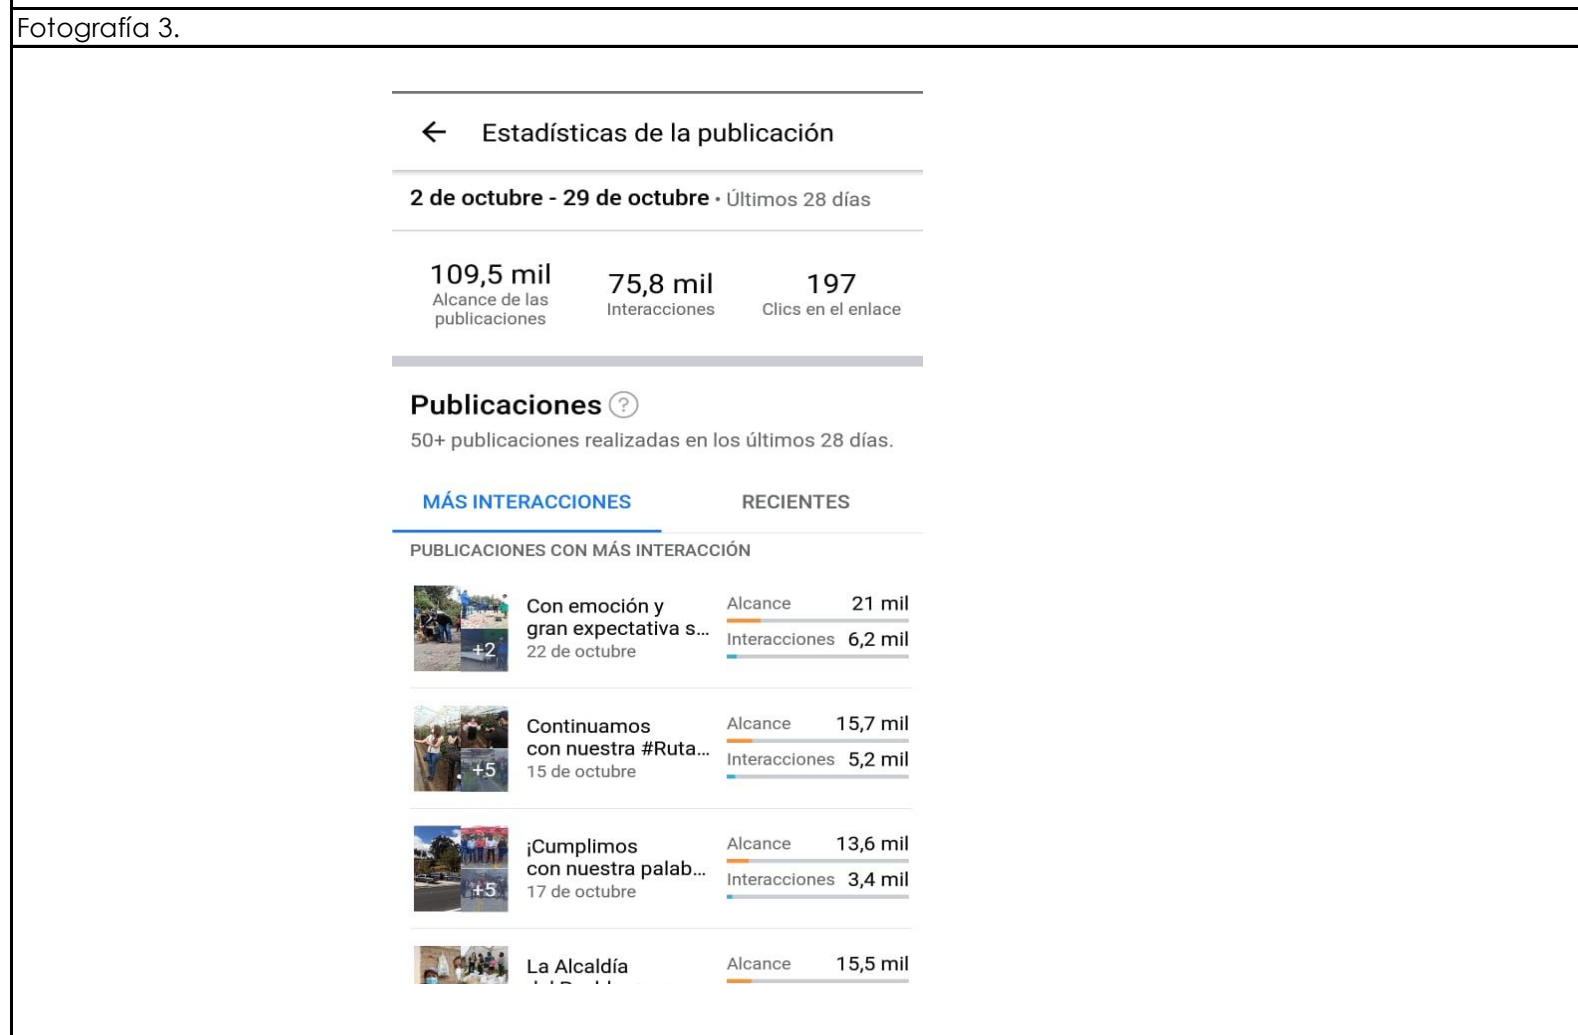 Fotografía 3.
Estadísticas de la publicación
2 de octubre - 29 de octubre • Últimos 28 días
109,5 mil
Alcance de las
publicaciones
75,8 mil
Interacciones
197
Clics en el enlace
Publicaciones ?
50+ publicaciones realizadas en los últimos 28 días.
MÁS INTERACCIONES
RECIENTES
PUBLICACIONES CON MÁS INTERACCIÓN
+2
Con emoción y
gran expectativa s...
22 de octubre
Alcance 21 mil
Interacciones 6,2 mil
+5
Continuamos
con nuestra #Ruta...
15 de octubre
Alcance 15,7 mil
Interacciones 5,2 mil
+5
¡Cumplimos
con nuestra palab...
17 de octubre
Alcance 13,6 mil
Interacciones 3,4 mil
La Alcaldía
Alcance 15,5 mil